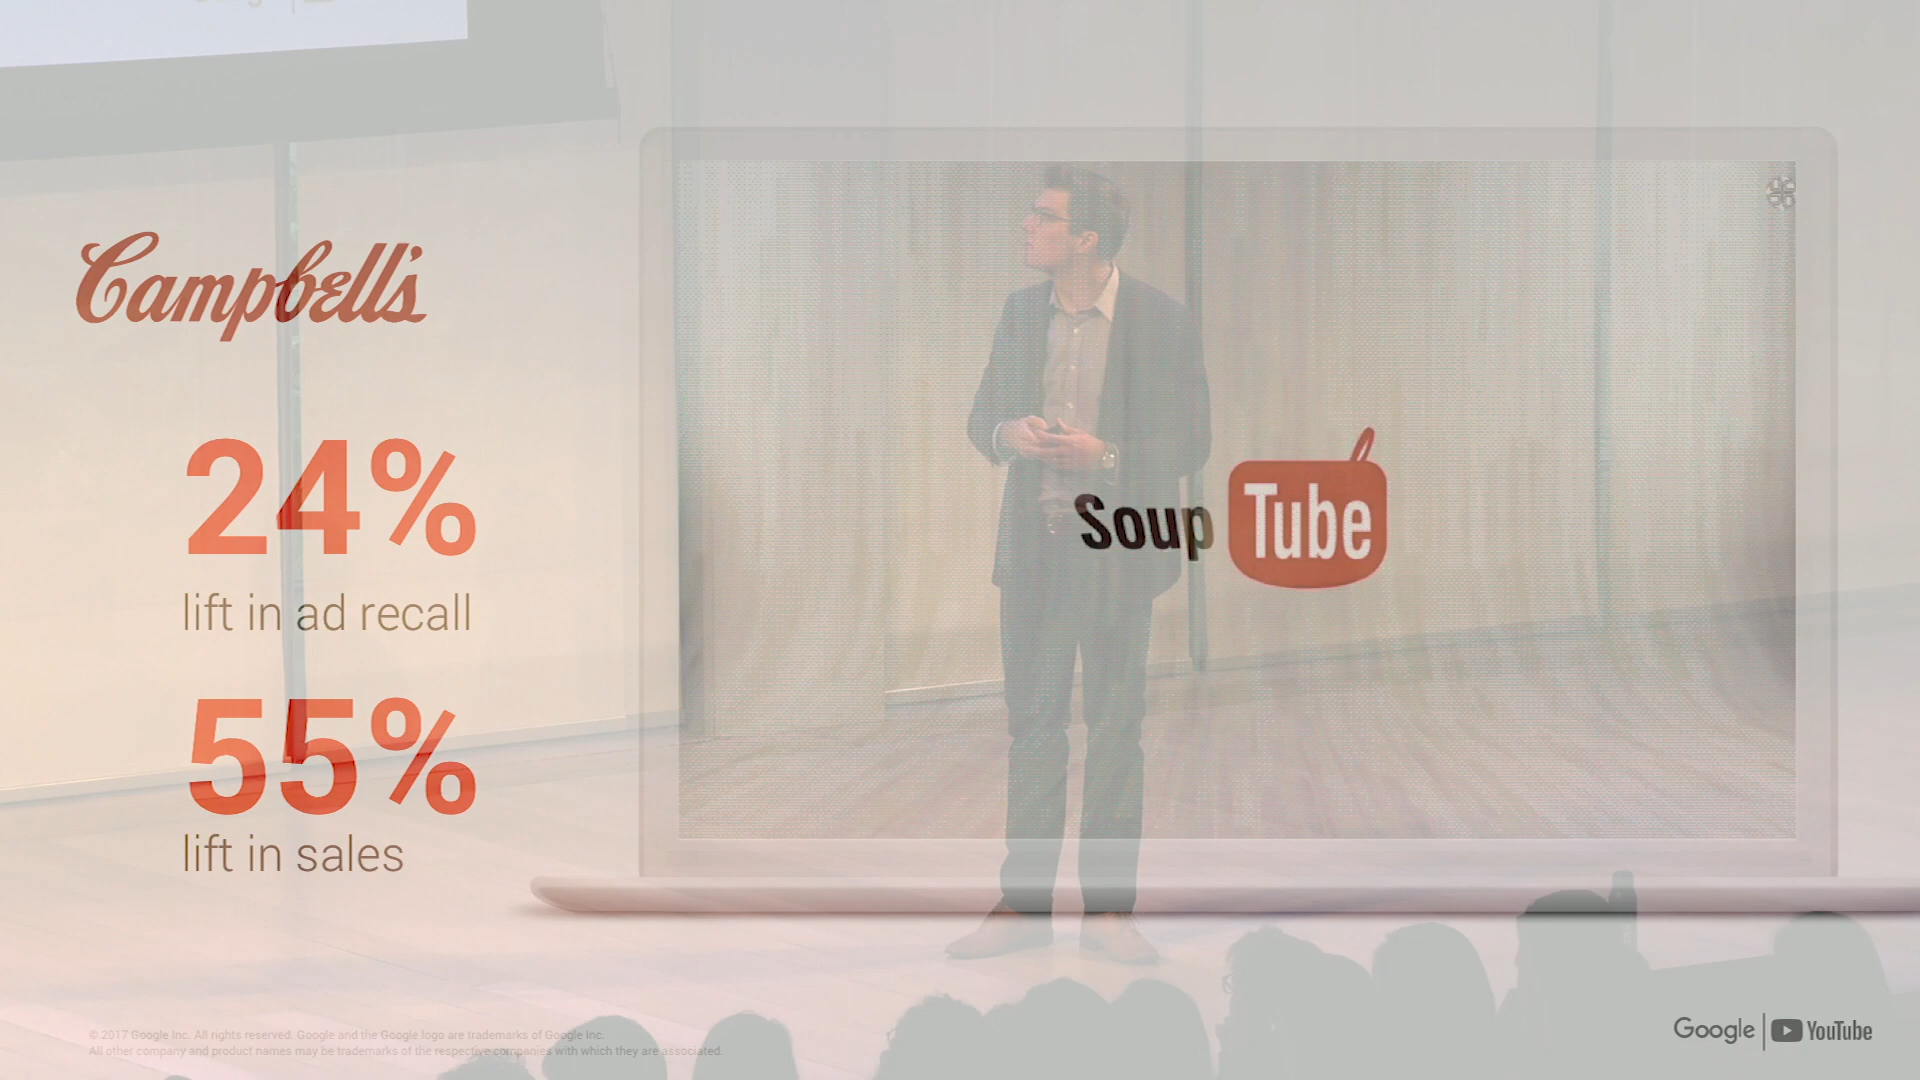 Campbell's
24%
lift in ad recall
55%
lift in sales
Soup Tube
© 2017 Google Inc. All rights reserved. Google and the Google logo are trademarks of Google Inc.
All other company and product names may be trademarks of the respective companies with which they are associated.
Google | YouTube